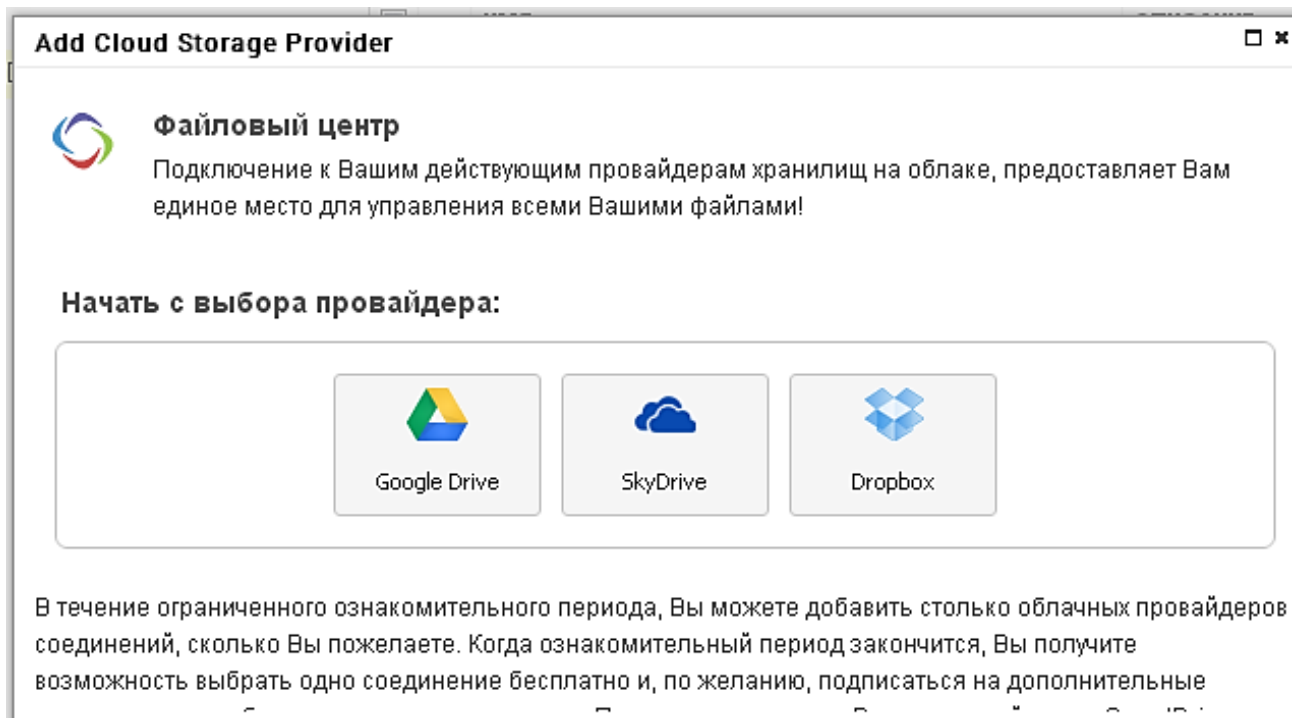 Add Cloud Storage Provider
Файловый центр
Подключение к Вашим действующим провайдерам хранилищ на облаке, предоставляет Вам
единое место для управления всеми Вашими файлами!
Начать с выбора провайдера:
Google Drive
SkyDrive
Dropbox
В течение ограниченного ознакомительного периода, Вы можете добавить столько облачных провайдеров
соединений, сколько Вы пожелаете. Когда ознакомительный период закончится, Вы получите
возможность выбрать одно соединение бесплатно и, по желанию, подписаться на дополнительные